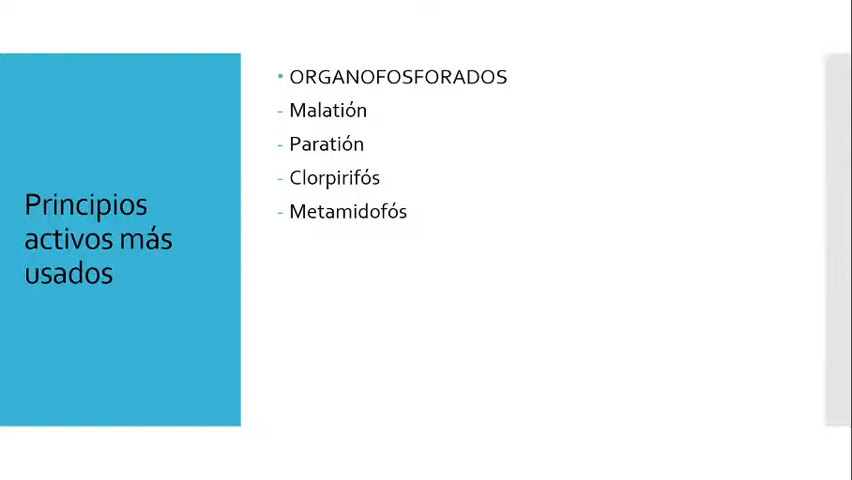 Principios
activos más
usados
• ORGANOFOSFORADOS
- Malatión
- Paratión
- Clorpirifós
- Metamidofós